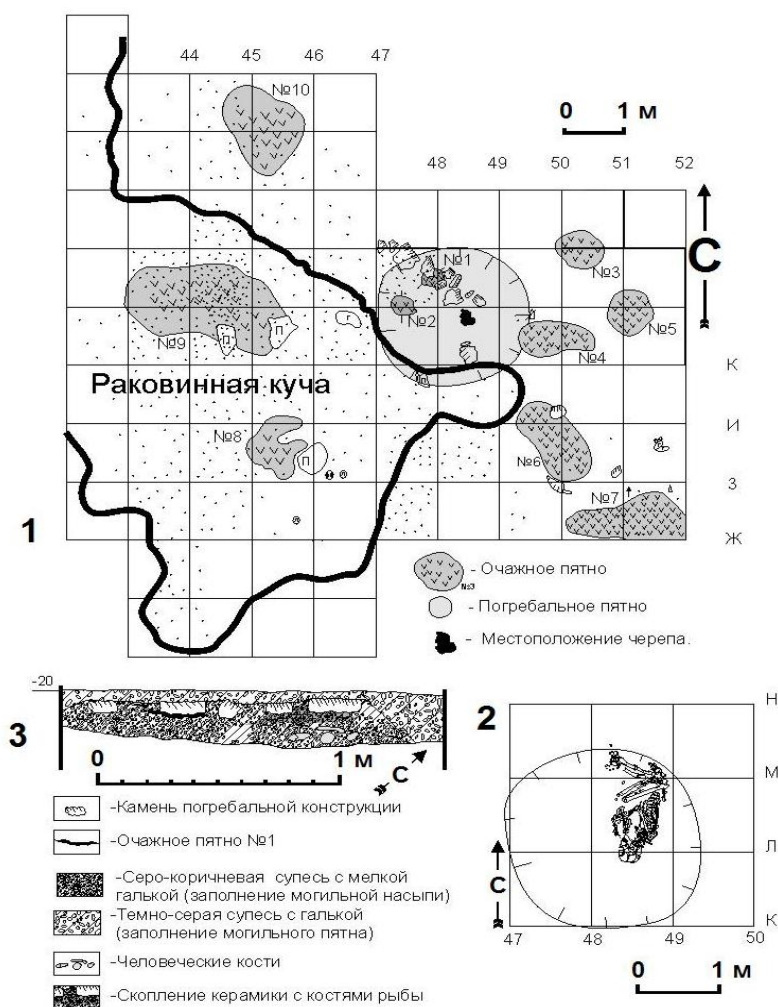 44 45 46 47
№10
0 1 м
48 49 50 51 52
С
№1
№3
№2
№5
№9
П
П
№4
К
Раковинная куча
П
И
№8
П
№6
З
№7
1
Ж
- Очажное пятно
№3
- Погребальное пятно
- Местоположение черепа.
-20
3
0 1 м
С
2
Н
М
Л
С
К
47 48 49 50
0 1 м
-Камень погребальной конструкции
-Очажное пятно №1
-Серо-коричневая супесь с мелкой
галькой (заполнение могильной насыпи)
-Темно-серая супесь с галькой
(заполнение могильного пятна)
-Человеческие кости
-Скопление керамики с костями рыбы